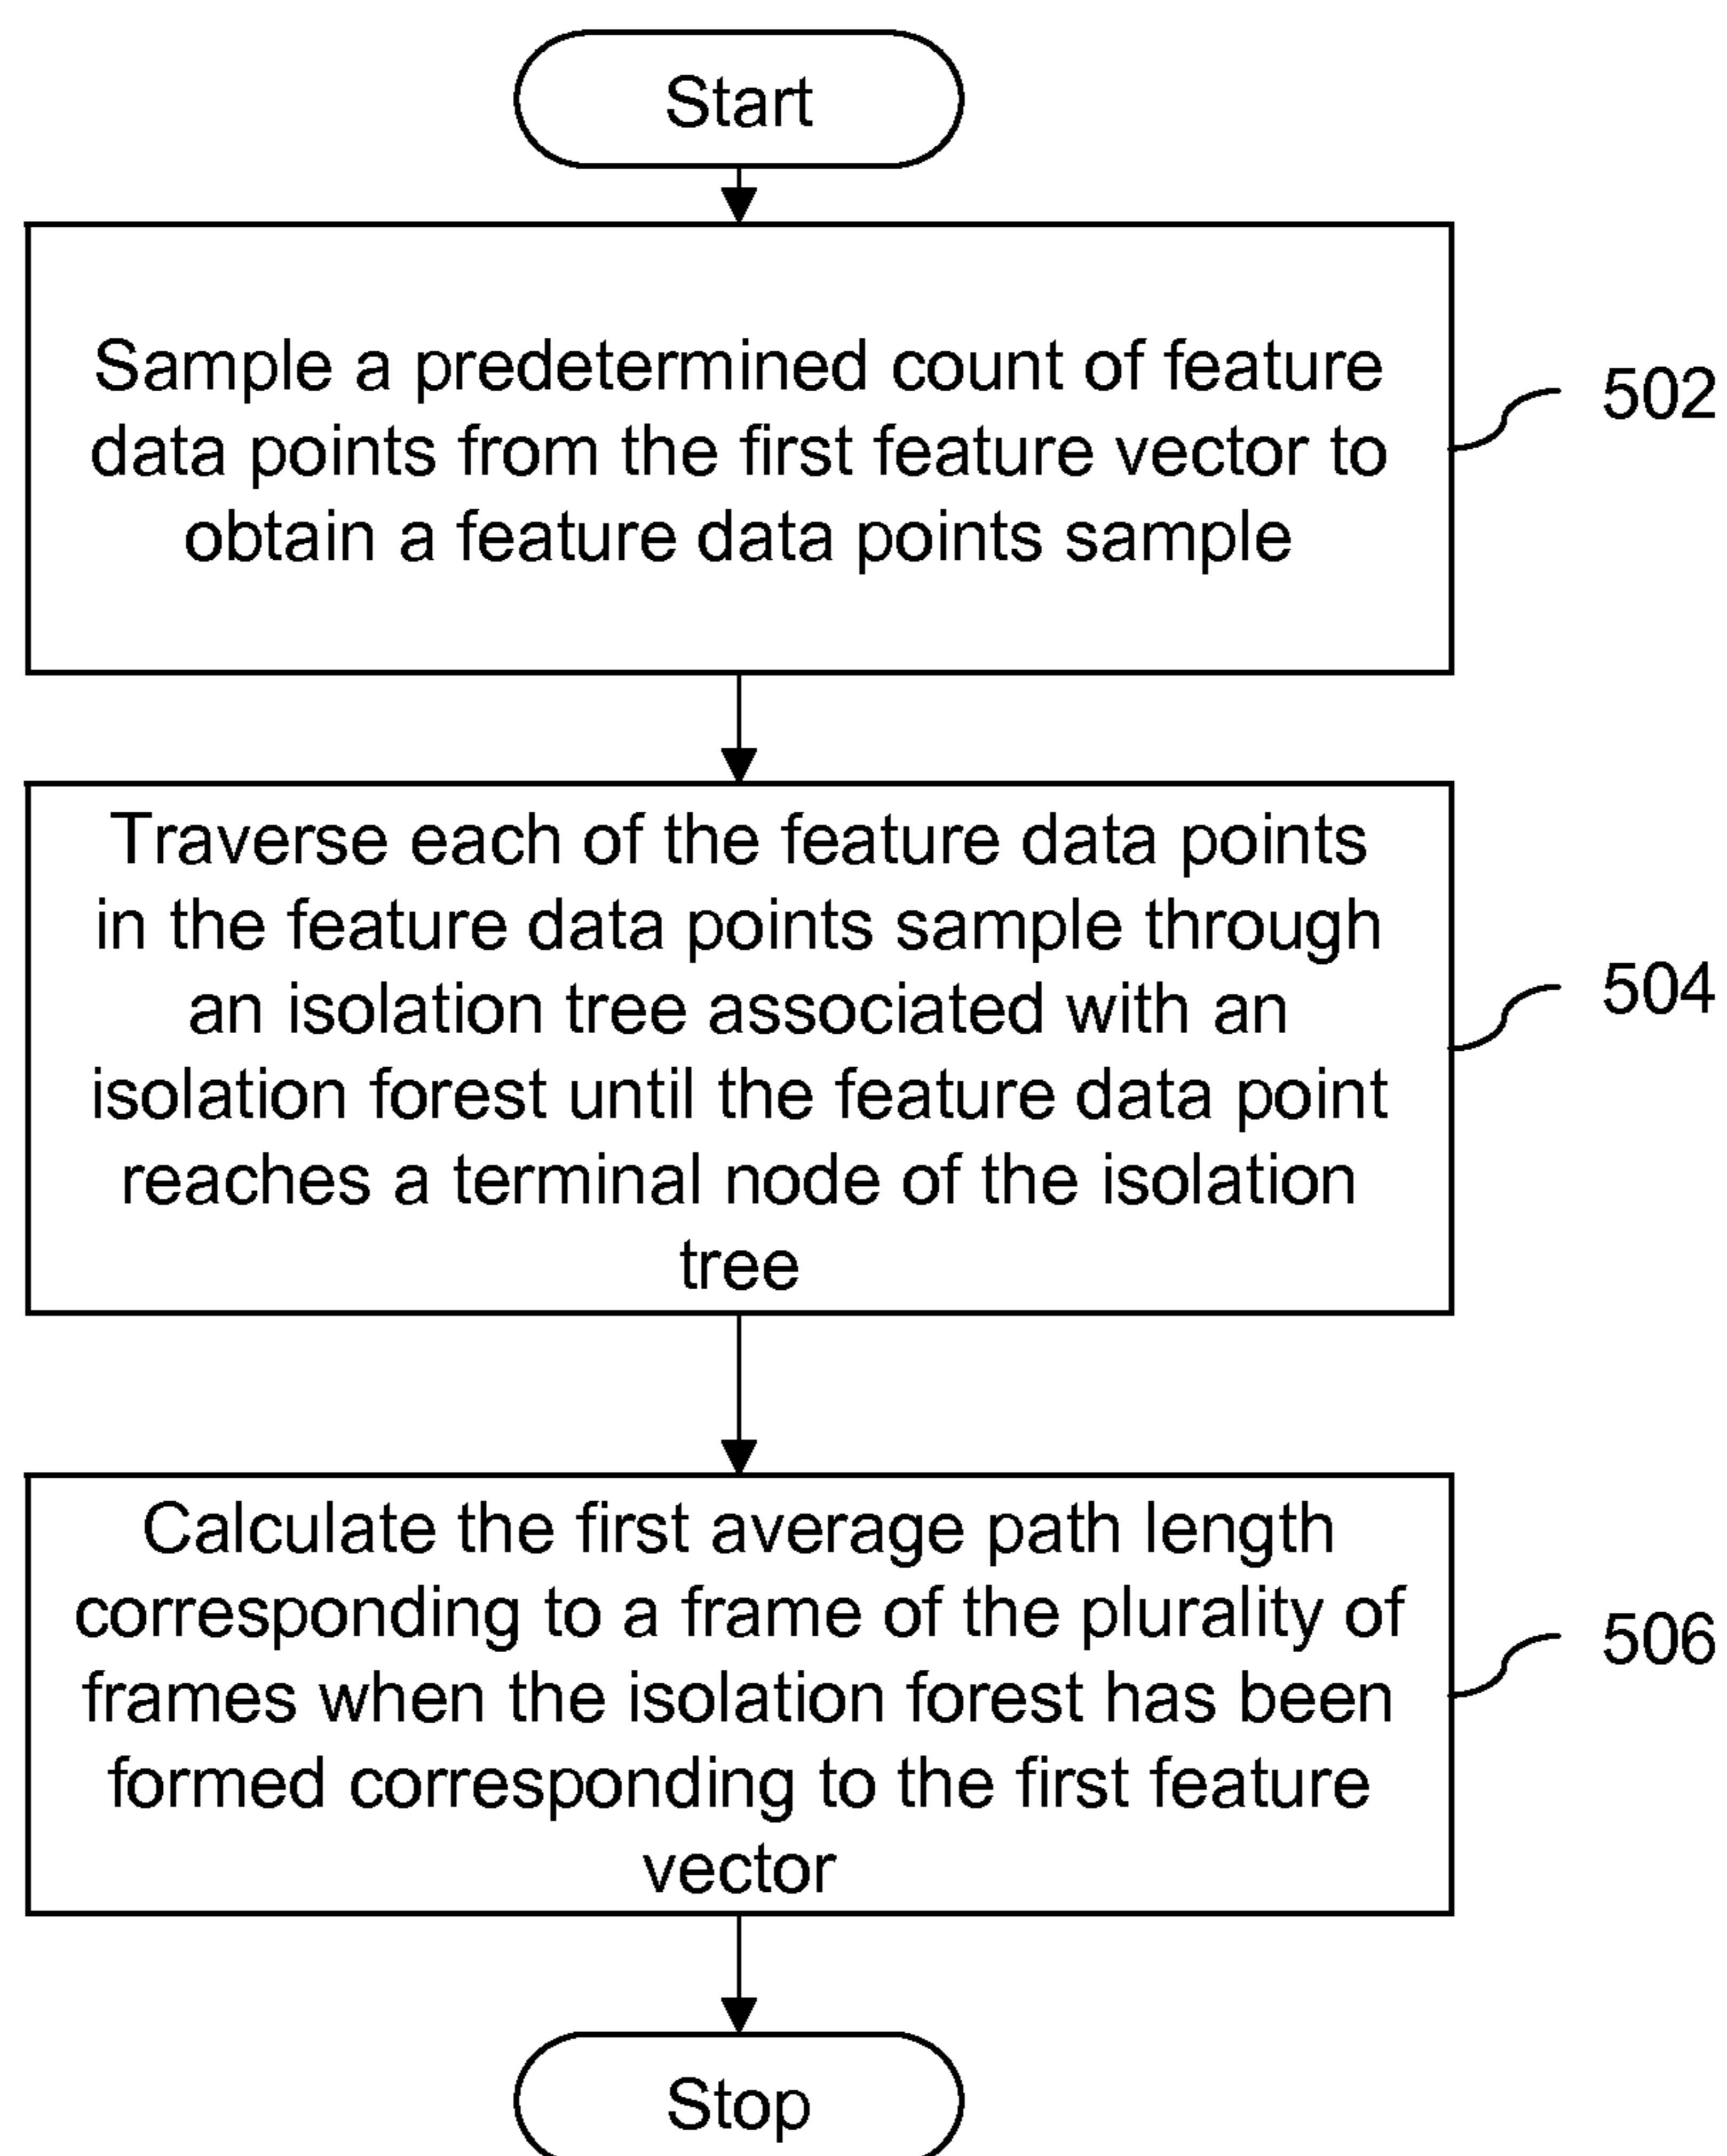 Start
Sample a predetermined count of feature
data points from the first feature vector to
obtain a feature data points sample
502
Traverse each of the feature data points
in the feature data points sample through
an isolation tree associated with an
isolation forest until the feature data point
reaches a terminal node of the isolation
tree
504
Calculate the first average path length
corresponding to a frame of the plurality of
frames when the isolation forest has been
formed corresponding to the first feature
vector
506
Stop